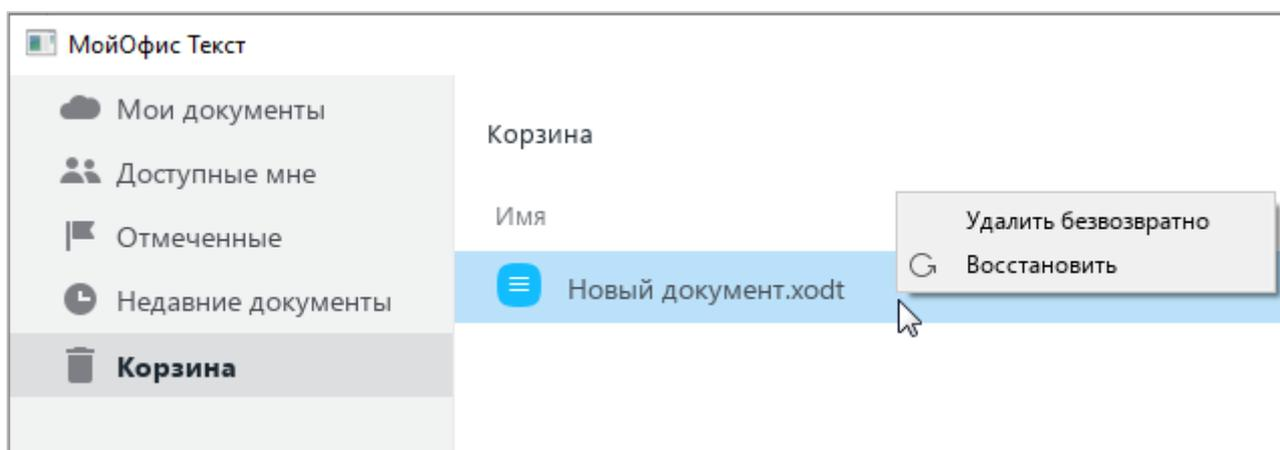 МойОфис Текст
Мои документы
Доступные мне
Отмеченные
Недавние документы
Корзина
Корзина
Имя
Новый документ.xodt
Удалить безвозвратно
Восстановить